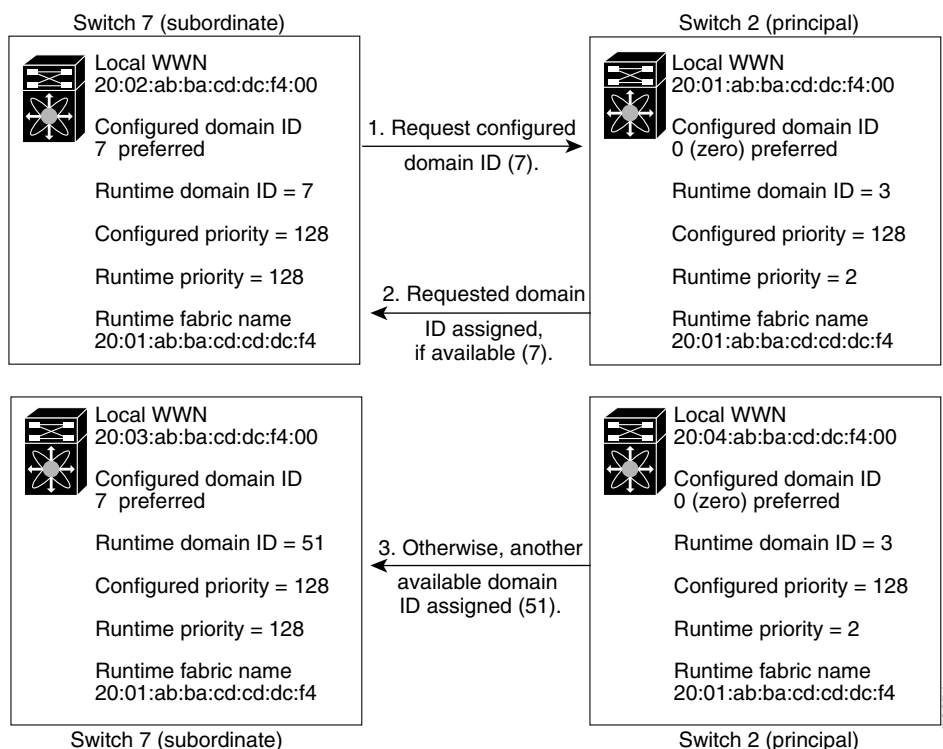 Switch 7 (subordinate)
Local WWN
20:02:ab:ba:cd:dc:f4:00
Configured domain ID
7 preferred
Runtime domain ID = 7
Configured priority = 128
Runtime priority = 128
Runtime fabric name
20:01:ab:ba:cd:cd:dc:f4
1. Request configured
domain ID (7).
2. Requested domain
ID assigned,
if available (7).
Switch 2 (principal)
Local WWN
20:01:ab:ba:cd:dc:f4:00
Configured domain ID
0 (zero) preferred
Runtime domain ID = 3
Configured priority = 128
Runtime priority = 2
Runtime fabric name
20:01:ab:ba:cd:cd:dc:f4
Local WWN
20:03:ab:ba:cd:dc:f4:00
Configured domain ID
7 preferred
Runtime domain ID = 51
Configured priority = 128
Runtime priority = 128
Runtime fabric name
20:01:ab:ba:cd:cd:dc:f4
Switch 7 (subordinate)
3. Otherwise, another
available domain
ID assigned (51).
Local WWN
20:04:ab:ba:cd:dc:f4:00
Configured domain ID
0 (zero) preferred
Runtime domain ID = 3
Configured priority = 128
Runtime priority = 2
Runtime fabric name
20:01:ab:ba:cd:cd:dc:f4
Switch 2 (principal)